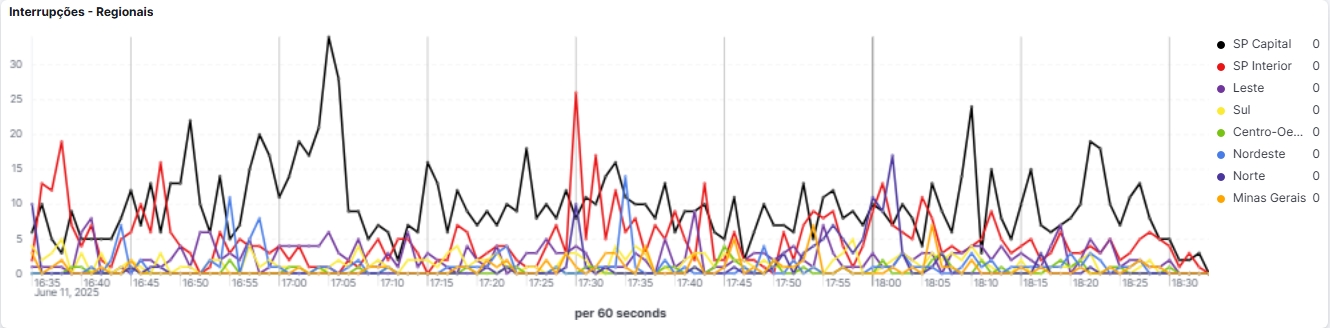 Interrupções - Regionais
30
25
20
15
10
5
0
16:35 16:40 16:45 16:50 16:55 17:00 17:05 17:10 17:15 17:20 17:25 17:30 17:35 17:40 17:45 17:50 17:55 18:00 18:05 18:10 18:15 18:20 18:25 18:30
June 11, 2025
per 60 seconds
SP Capital 0
SP Interior 0
Leste 0
Sul 0
Centro-Oe... 0
Nordeste 0
Norte 0
Minas Gerais 0